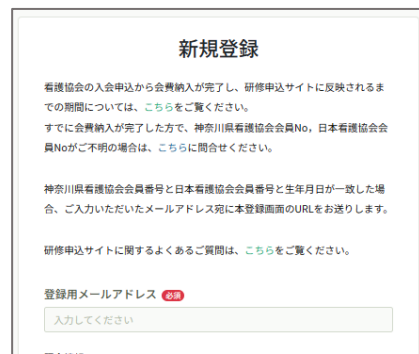 新規登録
看護協会の入会申込から会費納入が完了し、研修申込サイトに反映されるま
での期間については、こちらをご覧ください。
すでに会費納入が完了した方で、神奈川県看護協会会員No，日本看護協会会
員Noがご不明の場合は、こちらに問合せください。
神奈川県看護協会会員番号と日本看護協会会員番号と生年月日が一致した場
合、ご入力いただいたメールアドレス宛に本登録画面のURLをお送りします。
研修申込サイトに関するよくあるご質問は、こちらをご覧ください。
登録用メールアドレス 必須
入力してください